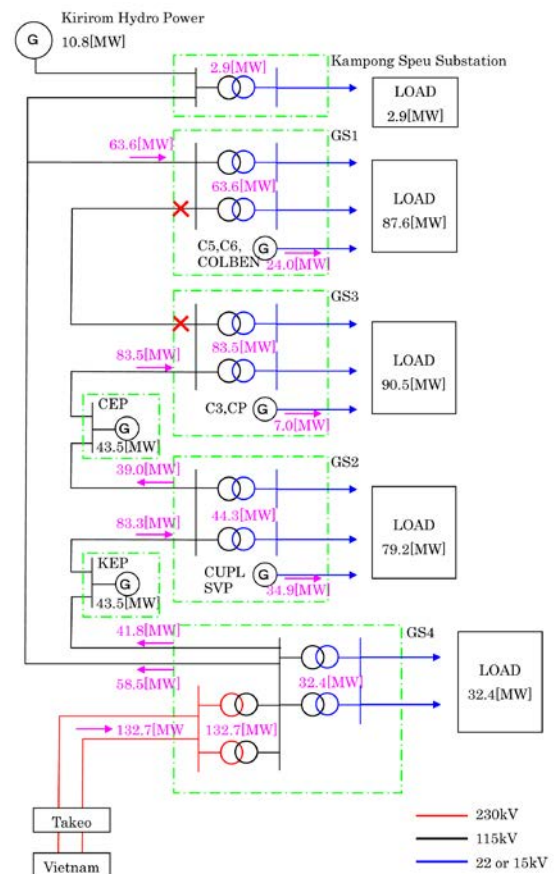 Kirirom Hydro Power
G
10.8[MW]
Kampong Speu Substation
2.9[MW]
LOAD
2.9[MW]
GS1
63.6[MW]
63.6[MW]
LOAD
87.6[MW]
C5,C6,
COLBEN
G
24.0[MW]
GS3
83.5[MW]
83.5[MW]
LOAD
90.5[MW]
C3,CP
G
7.0[MW]
CEP
G
43.5[MW]
GS2
39.0[MW]
44.3[MW]
83.3[MW]
LOAD
79.2[MW]
CUPL
SVP
G
34.9[MW]
KEP
G
43.5[MW]
41.8[MW]
GS4
58.5[MW]
32.4[MW]
LOAD
32.4[MW]
132.7[MW
132.7[MW]
Takeo
Vietnam
230kV
115kV
22 or 15kV